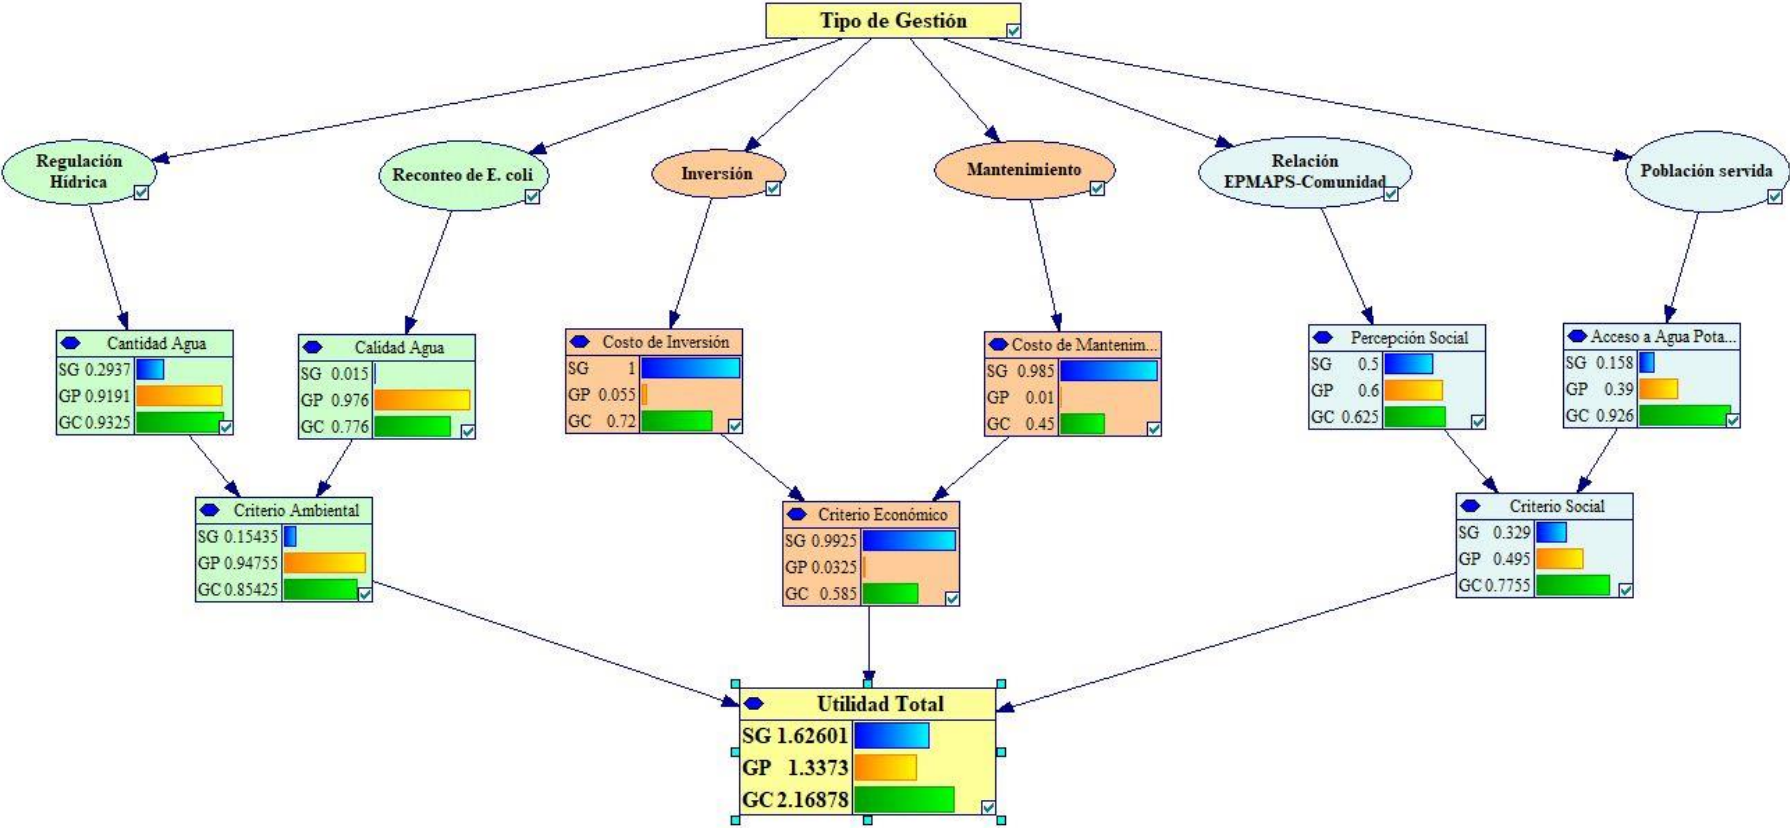 Tipo de Gestión
Regulación
Hídrica
Reconteo de E. coli
Inversión
Mantenimiento
Relación
EPMAPS-Comunidad
Población servida
Cantidad Agua
SG 0.2937
GP 0.9191
GC 0.9325
Calidad Agua
SG 0.015
GP 0.976
GC 0.776
Costo de Inversión
SG 1
GP 0.055
GC 0.72
Costo de Mantenim...
SG 0.985
GP 0.01
GC 0.45
Percepción Social
SG 0.5
GP 0.6
GC 0.625
Acceso a Agua Pota...
SG 0.158
GP 0.39
GC 0.926
Criterio Ambiental
SG 0.15435
GP 0.94755
GC 0.85425
Criterio Económico
SG 0.9925
GP 0.0325
GC 0.585
Criterio Social
SG 0.329
GP 0.495
GC 0.7755
Utilidad Total
SG 1.62601
GP 1.3373
GC 2.16878